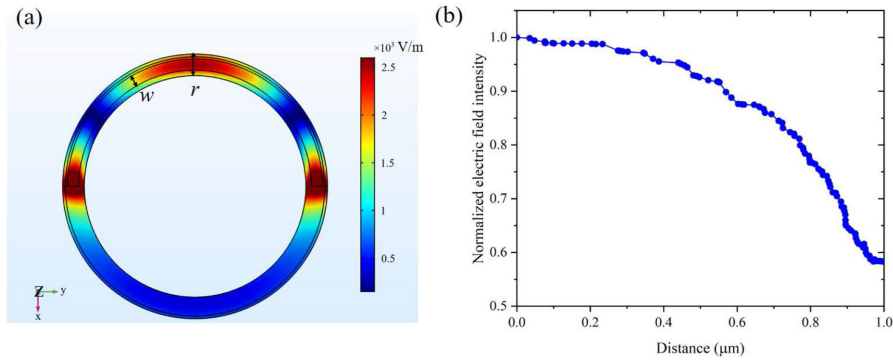 (a)
×10³ V/m
2.5
2
1.5
1
0.5
w
r
Z
y
x
(b)
Normalized electric field intensity
1.0
0.9
0.8
0.7
0.6
0.5
0.0 0.2 0.4 0.6 0.8 1.0
Distance (μm)